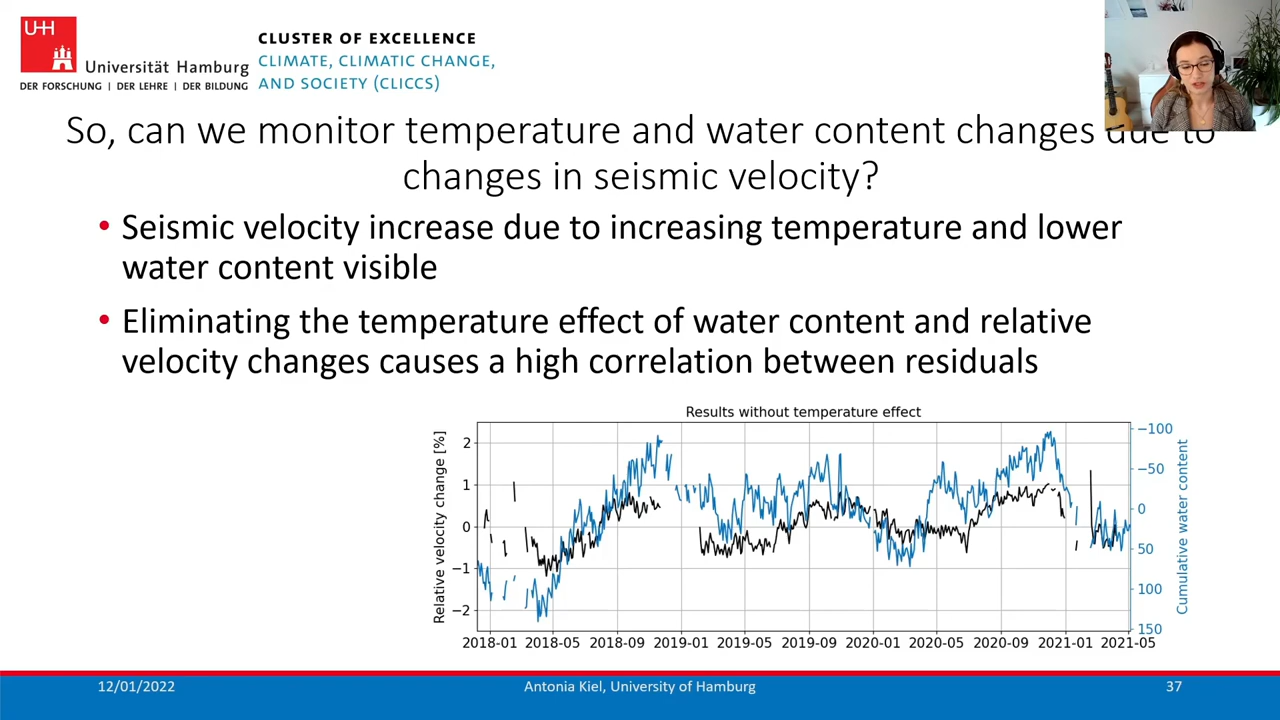 UHH
Universität Hamburg
DER FORSCHUNG | DER LEHRE | DER BILDUNG
CLUSTER OF EXCELLENCE
CLIMATE, CLIMATIC CHANGE,
AND SOCIETY (CLICCS)
So, can we monitor temperature and water content changes due to
changes in seismic velocity?
• Seismic velocity increase due to increasing temperature and lower
water content visible
• Eliminating the temperature effect of water content and relative
velocity changes causes a high correlation between residuals
Results without temperature effect
Relative velocity change [%]
2
1
0
−1
−2
−100
−50
0
50
100
150
Cumulative water content
2018-01 2018-05 2018-09 2019-01 2019-05 2019-09 2020-01 2020-05 2020-09 2021-01 2021-05
12/01/2022
Antonia Kiel, University of Hamburg
37